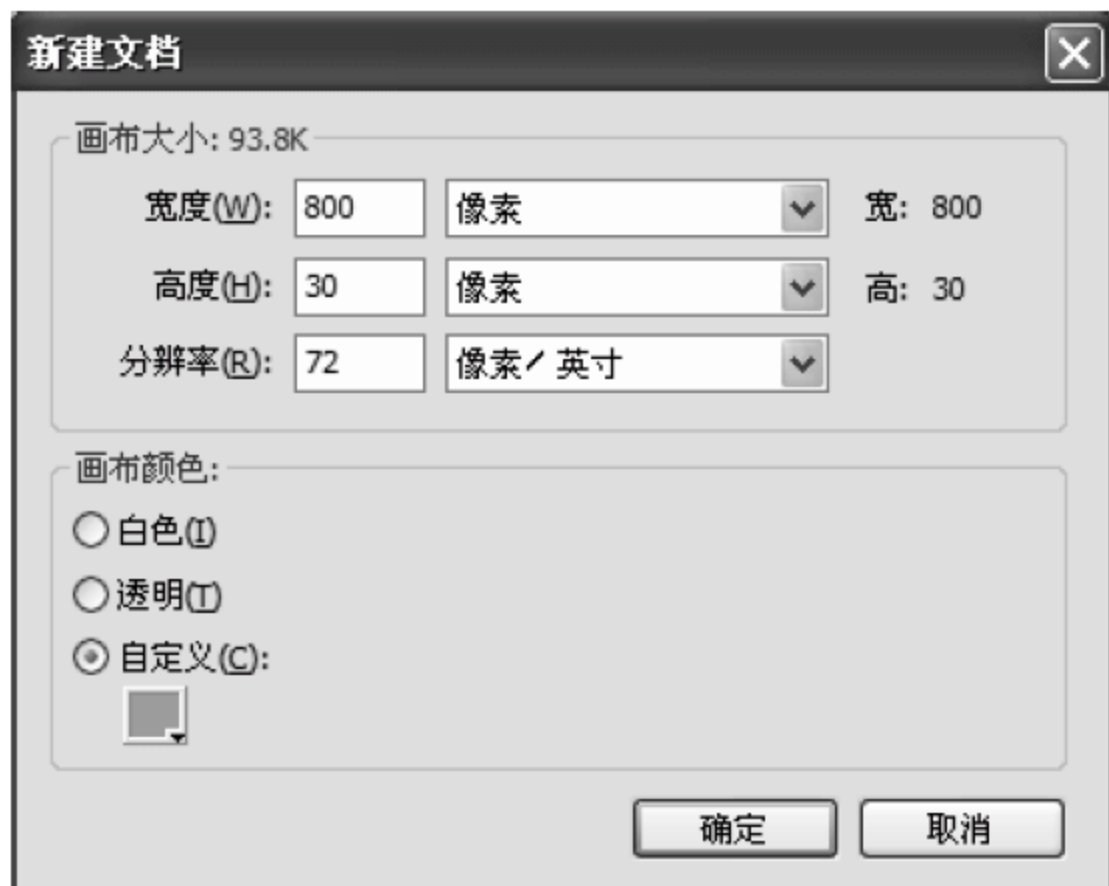 新建文档
画布大小: 93.8K
宽度(W): 800 像素 宽: 800
高度(H): 30 像素 高: 30
分辨率(R): 72 像素/英寸
画布颜色:
白色(I)
透明(T)
自定义(C):
确定 取消